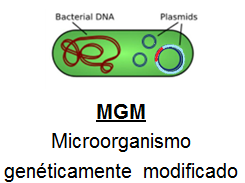 Bacterial DNA
Plasmids
MGM
Microorganismo
genéticamente modificado